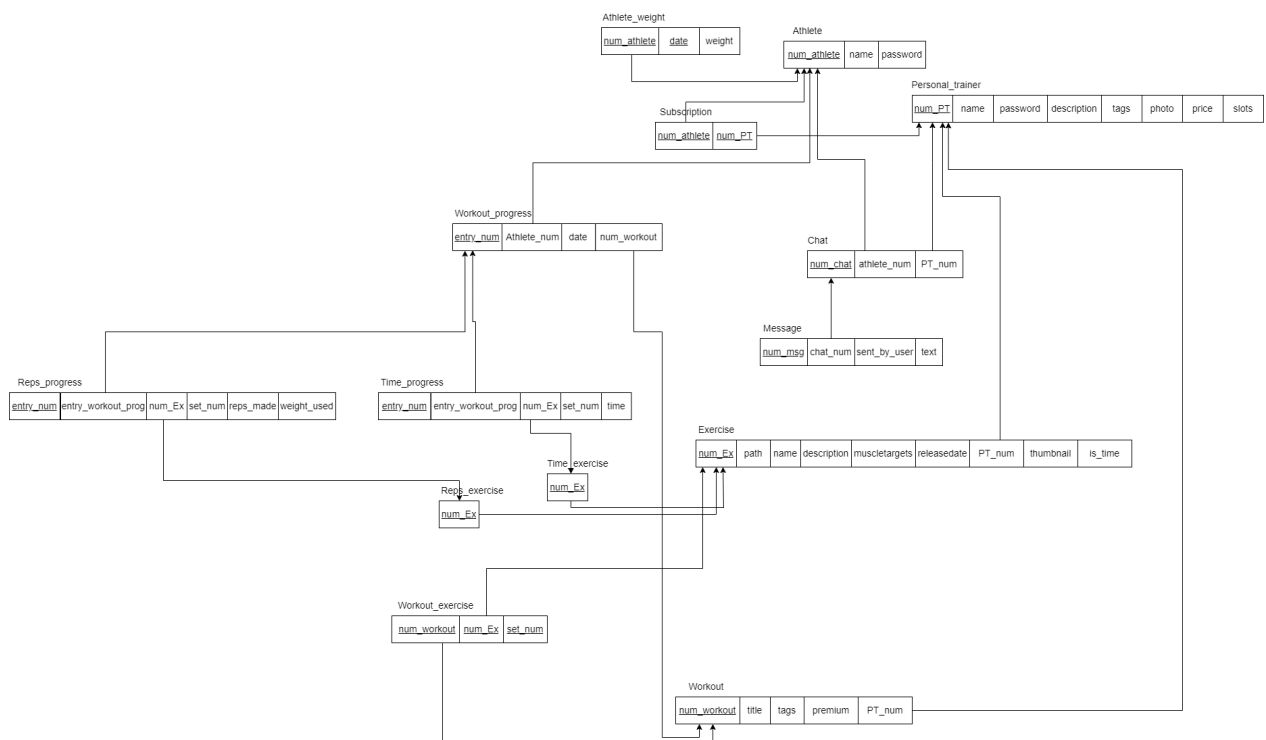 Athlete_weight
num_athlete date weight
Athlete
num_athlete name password
Personal_trainer
num_PT name password description tags photo price slots
Subscription
num_athlete num_PT
Workout_progress
entry_num Athlete_num date num_workout
Chat
num_chat athlete_num PT_num
Message
num_msg chat_num sent_by_user text
Reps_progress
entry_num entry_workout_prog num_Ex set_num reps_made weight_used
Time_progress
entry_num entry_workout_prog num_Ex set_num time
Exercise
num_Ex path name description muscletargets releasedate PT_num thumbnail is_time
Time_exercise
num_Ex
Reps_exercise
num_Ex
Workout_exercise
num_workout num_Ex set_num
Workout
num_workout title tags premium PT_num